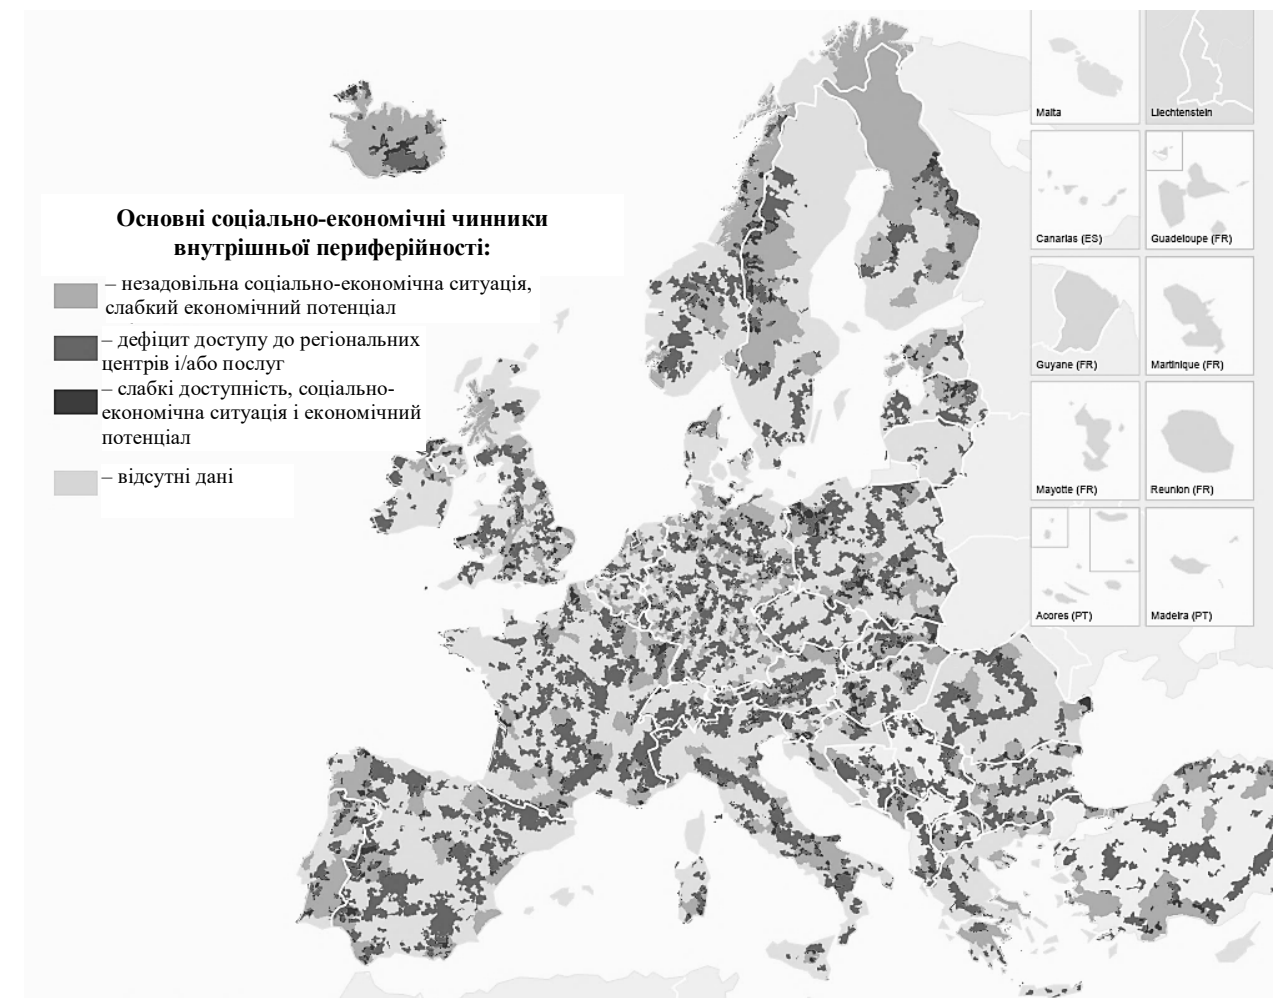 Основні соціально-економічні чинники
внутрішньої периферійності:
– незадовільна соціально-економічна ситуація,
слабкий економічний потенціал
– дефіцит доступу до регіональних
центрів і/або послуг
– слабкі доступність, соціально-
економічна ситуація і економічний
потенціал
– відсутні дані
Malta
Liechtenstein
Canarias (ES)
Guadeloupe (FR)
Guyane (FR)
Martinique (FR)
Mayotte (FR)
Reunion (FR)
Acores (PT)
Madeira (PT)